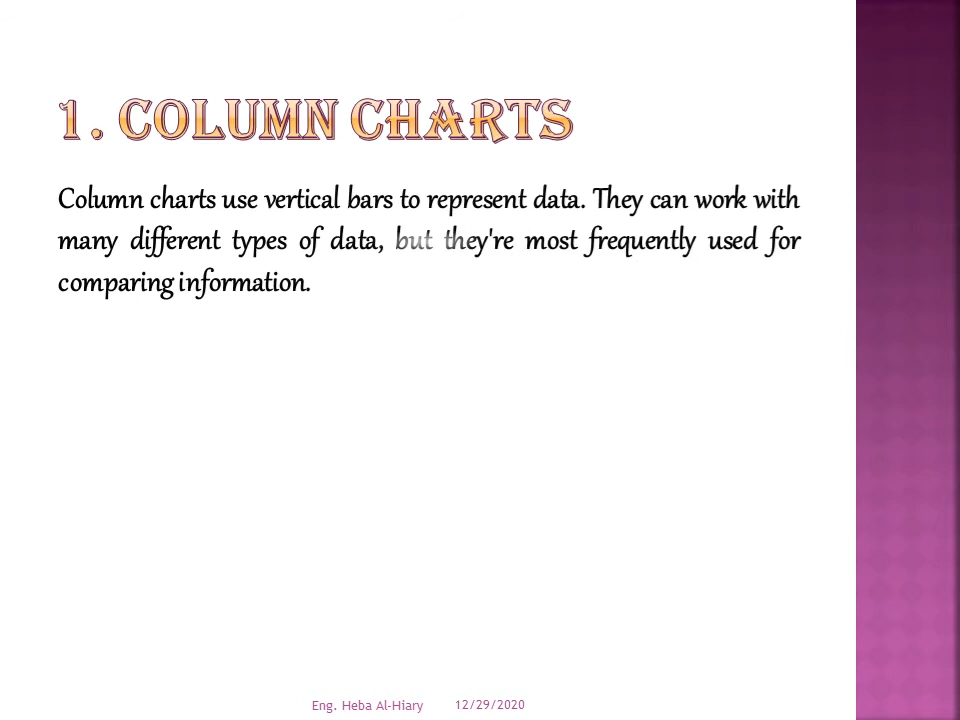 1. COLUMN CHARTS
Column charts use vertical bars to represent data. They can work with
many different types of data, but they're most frequently used for
comparing information.
Eng. Heba Al-Hiary 12/29/2020